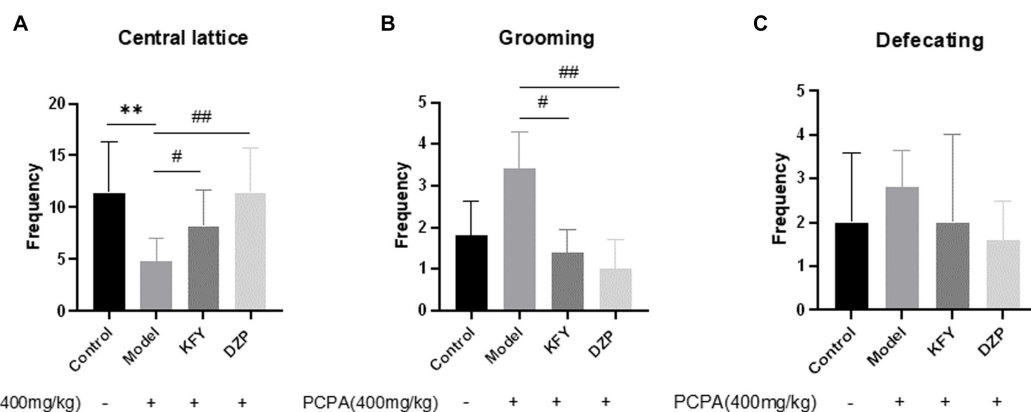 A
Central lattice
Frequency
20
15
10
5
0
**
##
#
Control
Model
KFY
DZP
400mg/kg) - + + +
B
Grooming
Frequency
5
4
3
2
1
0
##
#
Control
Model
KFY
DZP
PCPA(400mg/kg) - + + +
C
Defecating
Frequency
5
4
3
2
1
0
Control
Model
KFY
DZP
PCPA(400mg/kg) - + + +